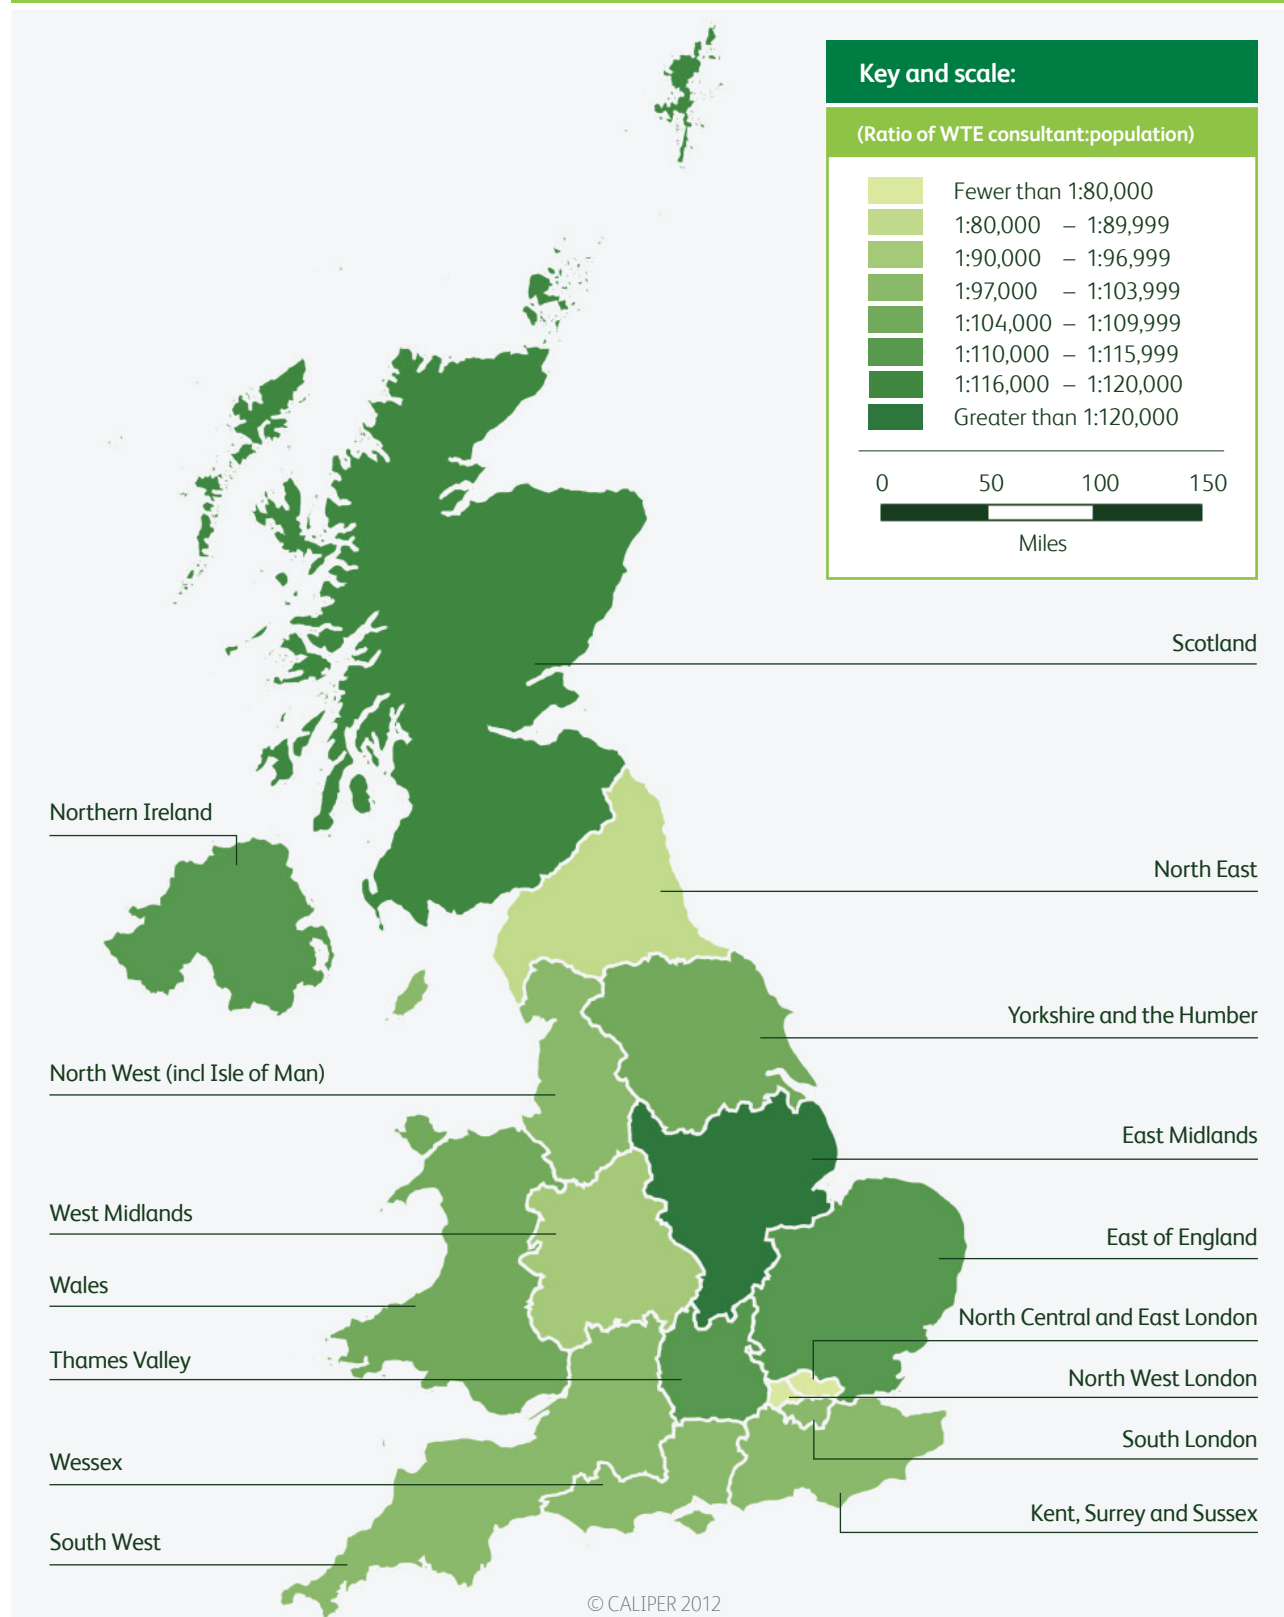 Key and scale:
(Ratio of WTE consultant:population)
Fewer than 1:80,000
1:80,000 – 1:89,999
1:90,000 – 1:96,999
1:97,000 – 1:103,999
1:104,000 – 1:109,999
1:110,000 – 1:115,999
1:116,000 – 1:120,000
Greater than 1:120,000
0 50 100 150
Miles
Scotland
Northern Ireland
North East
Yorkshire and the Humber
North West (incl Isle of Man)
East Midlands
West Midlands
East of England
Wales
North Central and East London
Thames Valley
North West London
South London
Wessex
Kent, Surrey and Sussex
South West
© CALIPER 2012